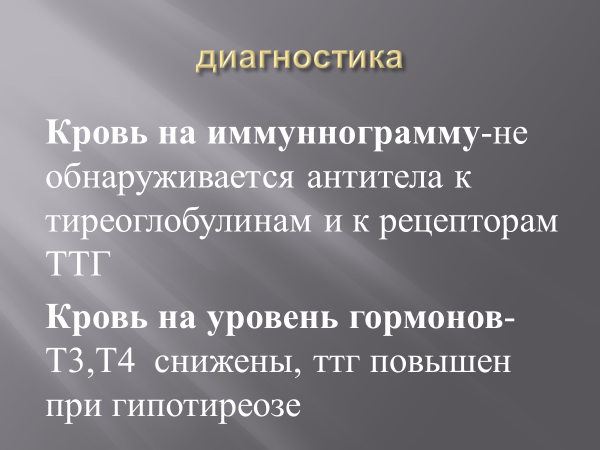 диагностика
Кровь на иммуннограмму-не
обнаруживается антитела к
тиреоглобулинам и к рецепторам
ТТГ
Кровь на уровень гормонов-
Т3,Т4  снижены, ттг повышен
при гипотиреозе